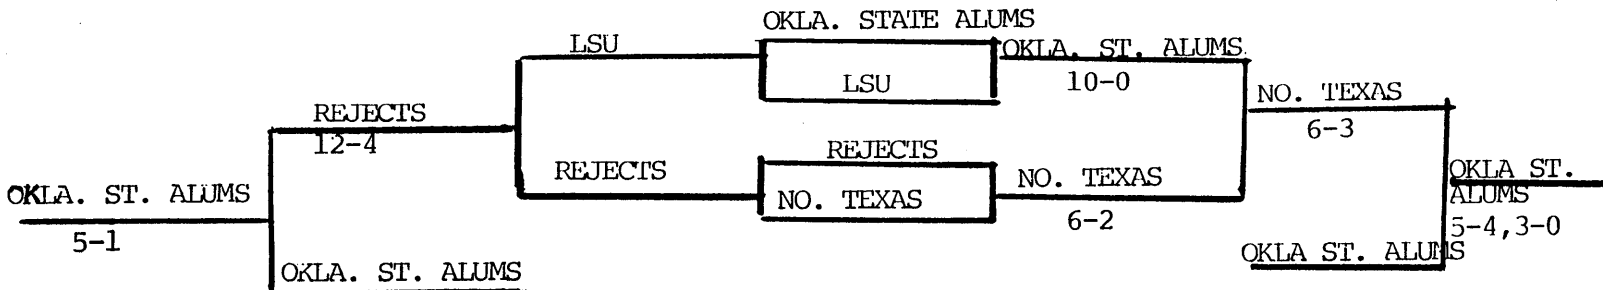 OKLA. STATE ALUMS
LSU
OKLA. ST. ALUMS
LSU
10-0
NO. TEXAS
REJECTS
6-3
12-4
REJECTS
REJECTS
NO. TEXAS
OKLA ST.
OKLA. ST. ALUMS
NO. TEXAS
ALUMS
5-1
6-2
5-4,3-0
OKLA ST. ALUMS
OKLA. ST. ALUMS